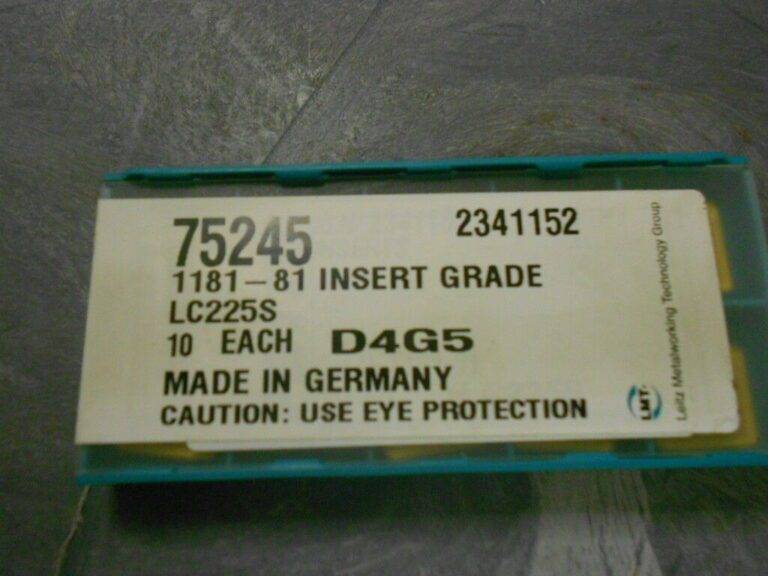 75245
2341152
1181-81 INSERT GRADE
LC225S
10 EACH D4G5
MADE IN GERMANY
CAUTION: USE EYE PROTECTION
LMT
Leitz Metalworking Technology Group